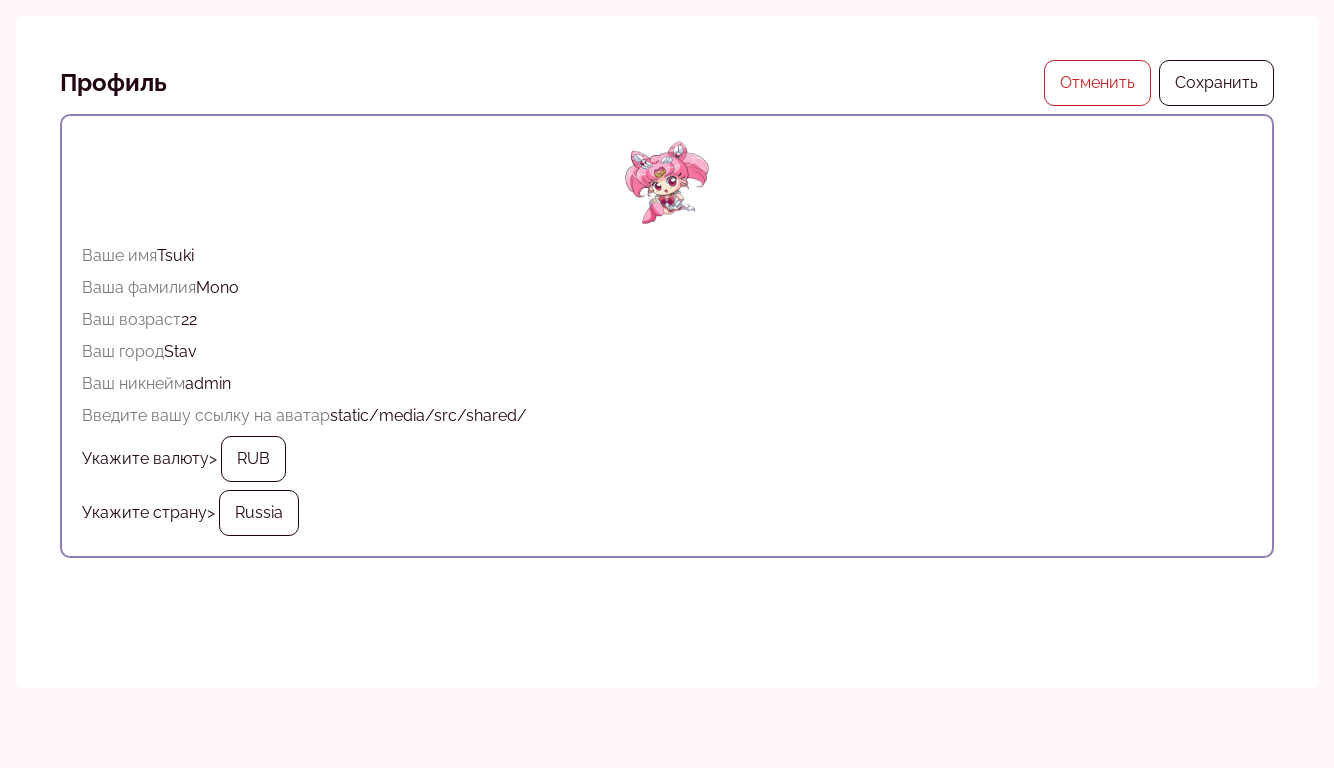 Профиль
Отменить
Сохранить
Ваше имяTsuki
Ваша фамилияMono
Ваш возраст22
Ваш городStav
Ваш никнеймadmin
Введите вашу ссылку на аватарstatic/media/src/shared/
Укажите валюту> RUB
Укажите страну> Russia